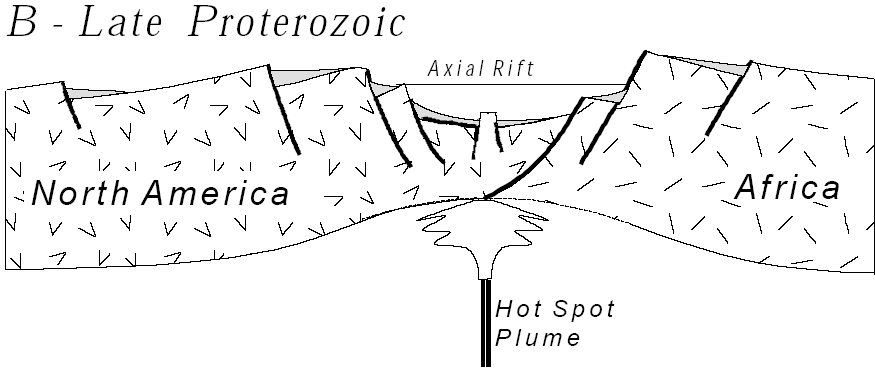 B - Late Proterozoic
Axial Rift
North America
Africa
Hot Spot
Plume